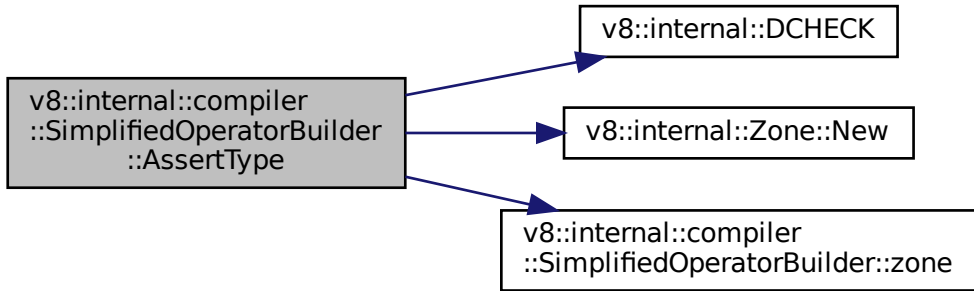 v8::internal::compiler
::SimplifiedOperatorBuilder
::AssertType
v8::internal::DCHECK
v8::internal::Zone::New
v8::internal::compiler
::SimplifiedOperatorBuilder::zone